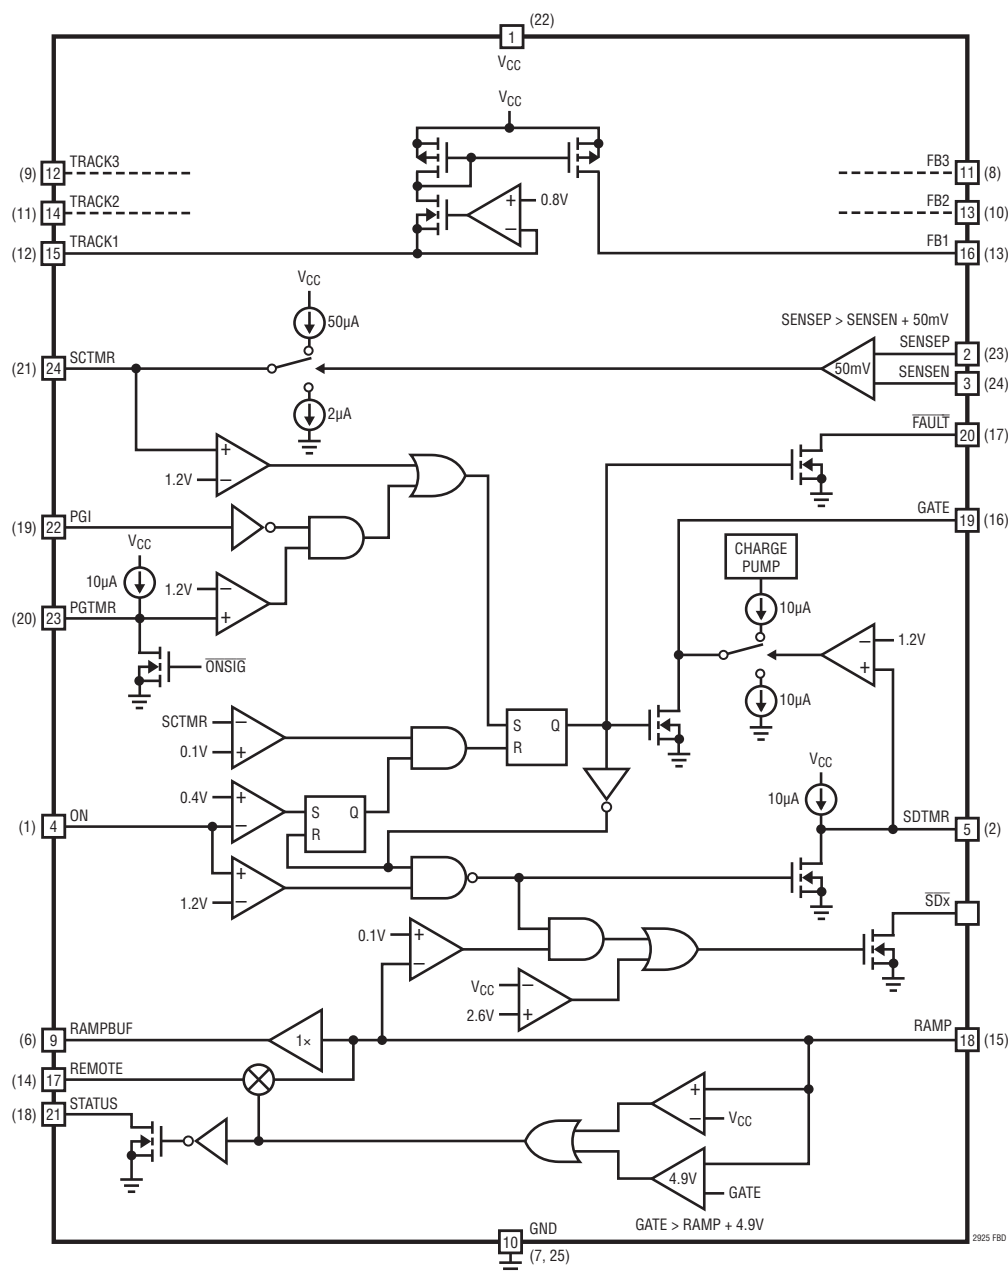 (22)
1
VCC
VCC
(9) 12 TRACK3
FB3 11 (8)
(11) 14 TRACK2
FB2 13 (10)
+ 0.8V
−
(12) 15 TRACK1
FB1 16 (13)
VCC
50µA
SENSEP > SENSEN + 50mV
SENSEP
2 (23)
(21) 24 SCTMR
50mV
SENSEN
3 (24)
2µA
FAULT
20 (17)
+
1.2V −
GATE
19 (16)
(19) 22 PGI
VCC
CHARGE
PUMP
10µA
1.2V −
+
(20) 23 PGTMR
10µA
− 1.2V
+
ONSIG
10µA
SCTMR −
0.1V +
S Q
R
VCC
0.4V +
−
S Q
R
10µA
(1) 4 ON
SDTMR
5 (2)
+
1.2V −
SDx
0.1V +
−
VCC −
2.6V +
(6) 9 RAMPBUF
1×
RAMP
18 (15)
(14) 17 REMOTE
(18) 21 STATUS
+
− VCC
4.9V
GATE
GATE > RAMP + 4.9V
10 GND
(7, 25)
2925 FBD